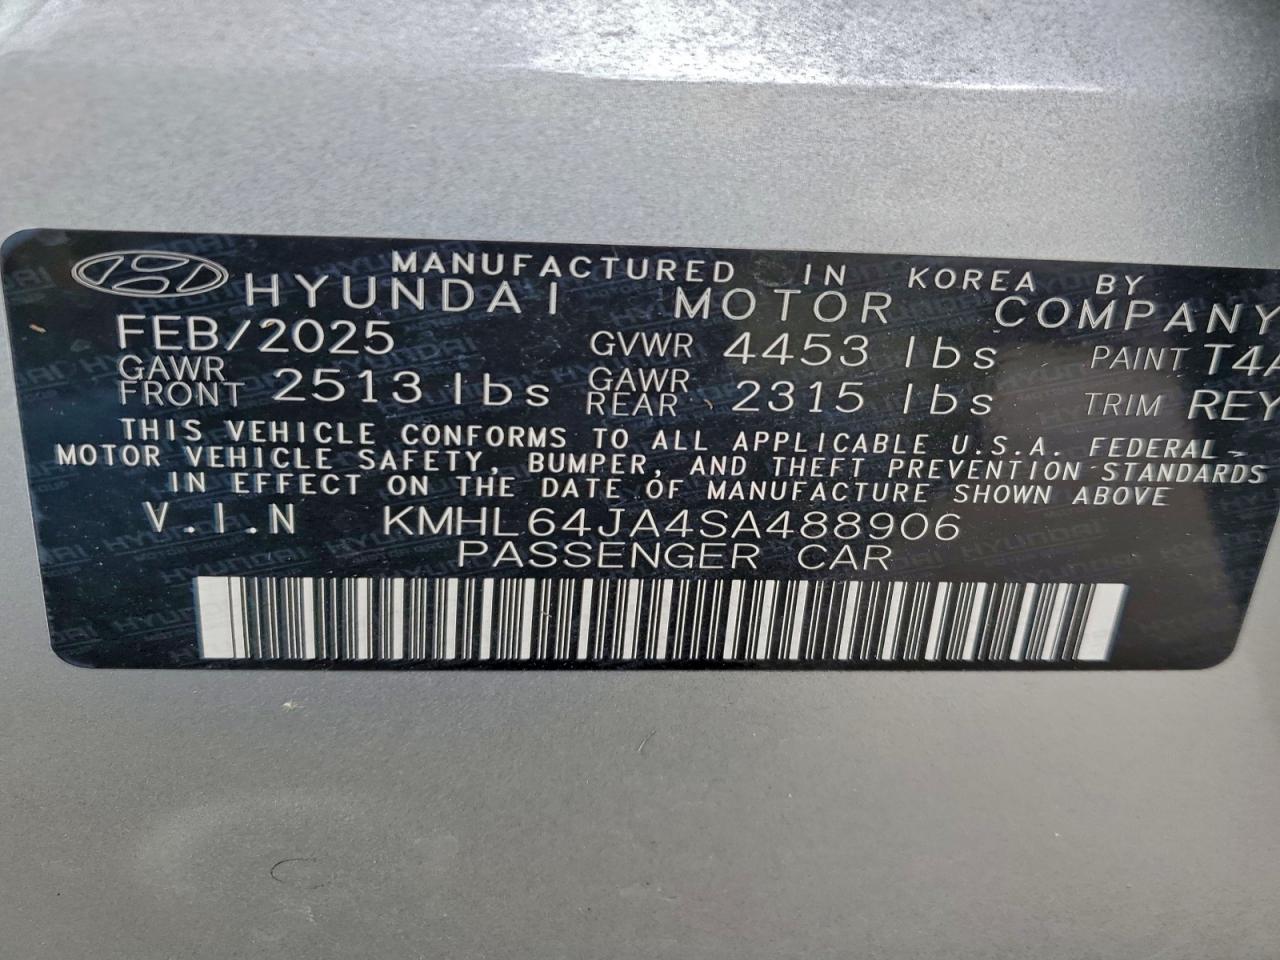 MANUFACTURED IN KOREA BY
HYUNDAI MOTOR COMPANY
FEB/2025 GVWR 4453 lbs PAINT T4A
GAWR FRONT 2513 lbs GAWR REAR 2315 lbs TRIM REY
THIS VEHICLE CONFORMS TO ALL APPLICABLE U.S.A. FEDERAL
MOTOR VEHICLE SAFETY, BUMPER, AND THEFT PREVENTION STANDARDS
IN EFFECT ON THE DATE OF MANUFACTURE SHOWN ABOVE
V.I.N KMHL64JA4SA488906
PASSENGER CAR